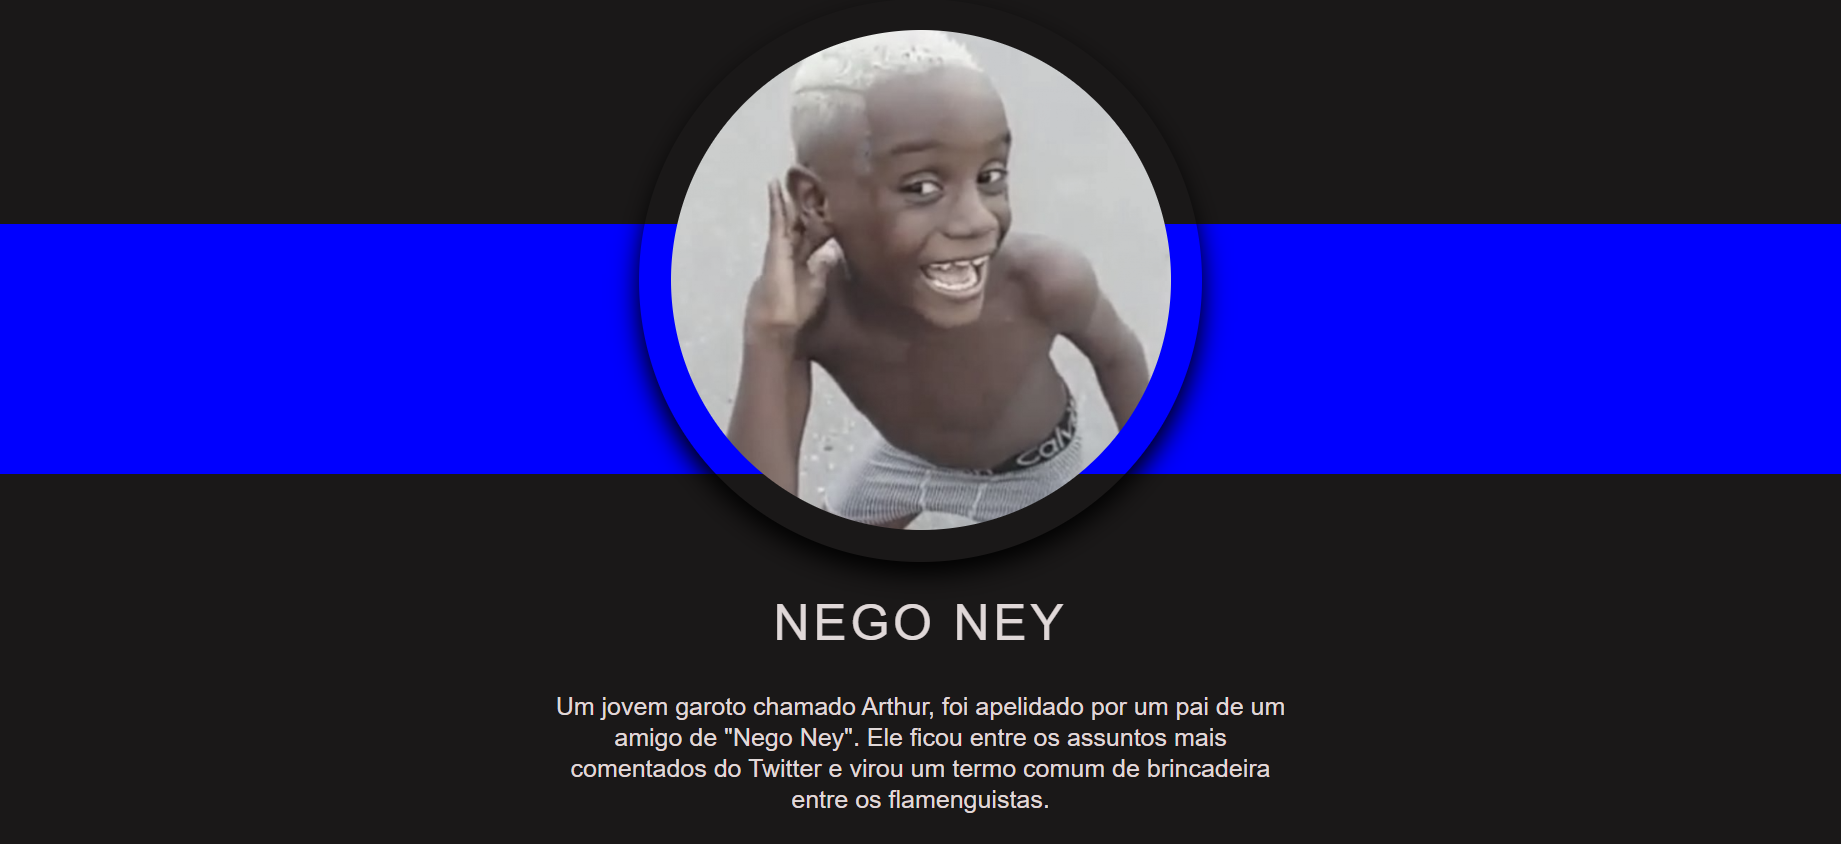 Calv
NEGO NEY
Um jovem garoto chamado Arthur, foi apelidado por um pai de um
amigo de "Nego Ney". Ele ficou entre os assuntos mais
comentados do Twitter e virou um termo comum de brincadeira
entre os flamenguistas.